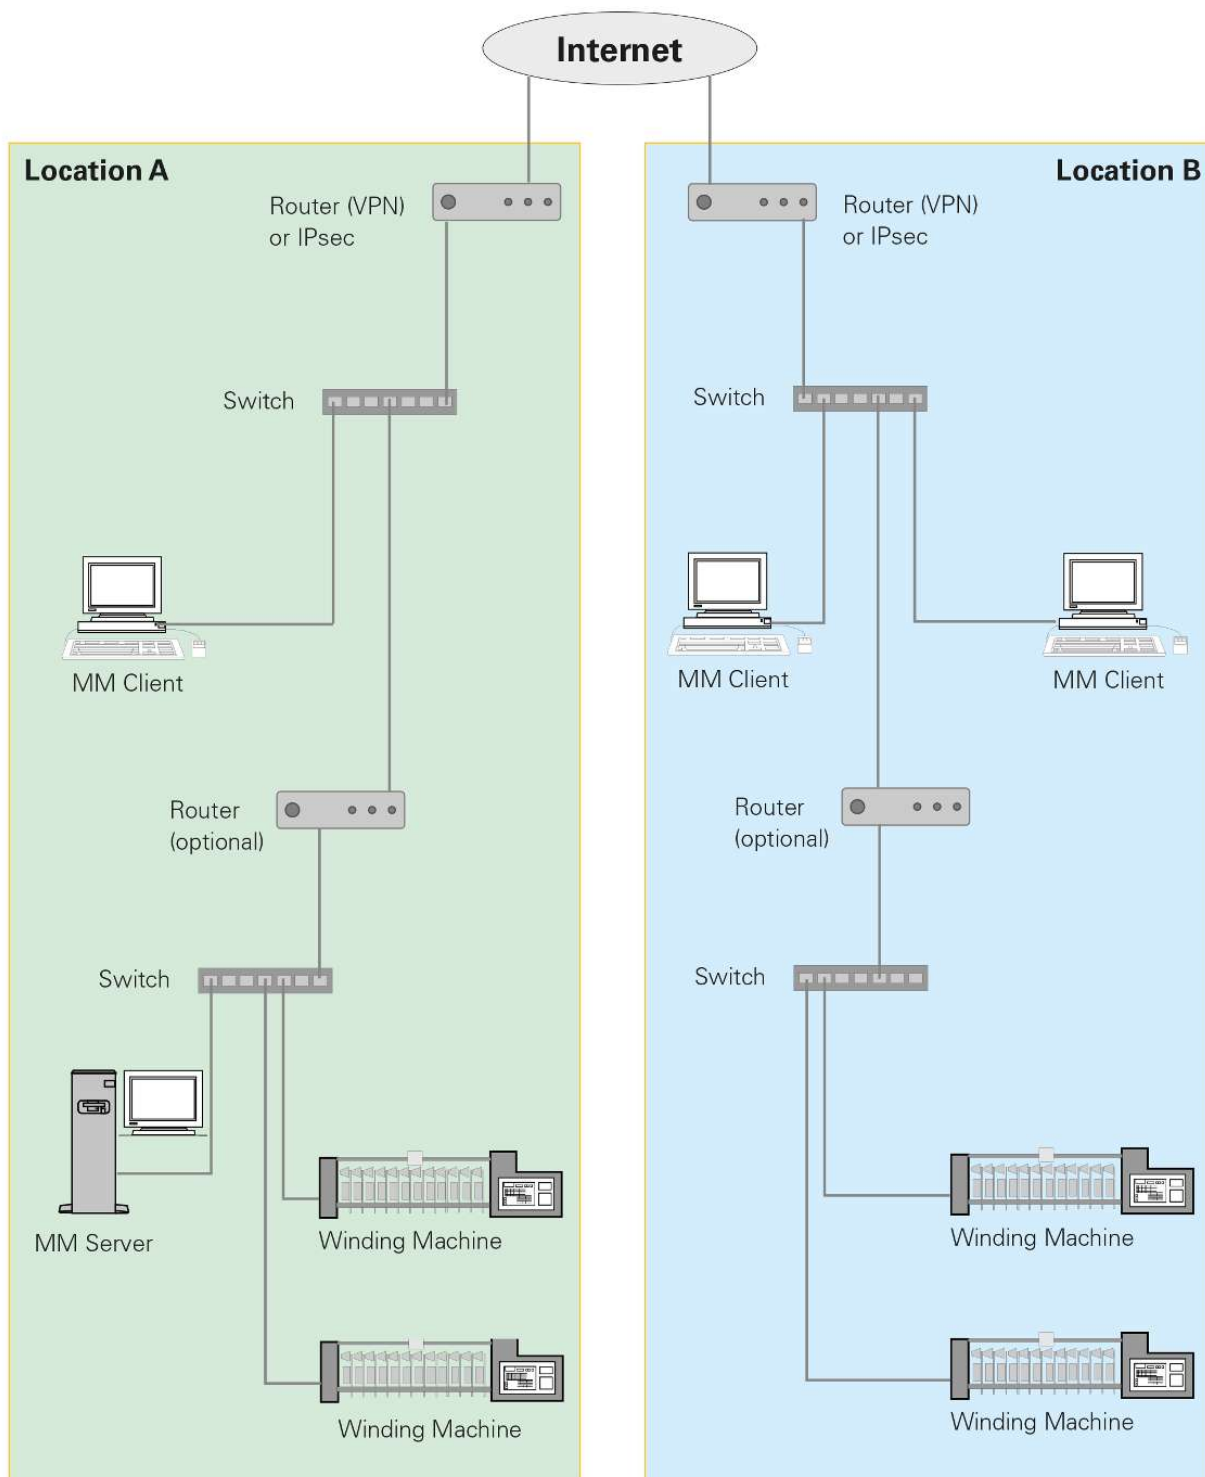 Internet
Location A
Router (VPN)
or IPsec
Switch
MM Client
Router
(optional)
Switch
MM Server
Winding Machine
Winding Machine
Location B
Router (VPN)
or IPsec
Switch
MM Client
MM Client
Router
(optional)
Switch
Winding Machine
Winding Machine